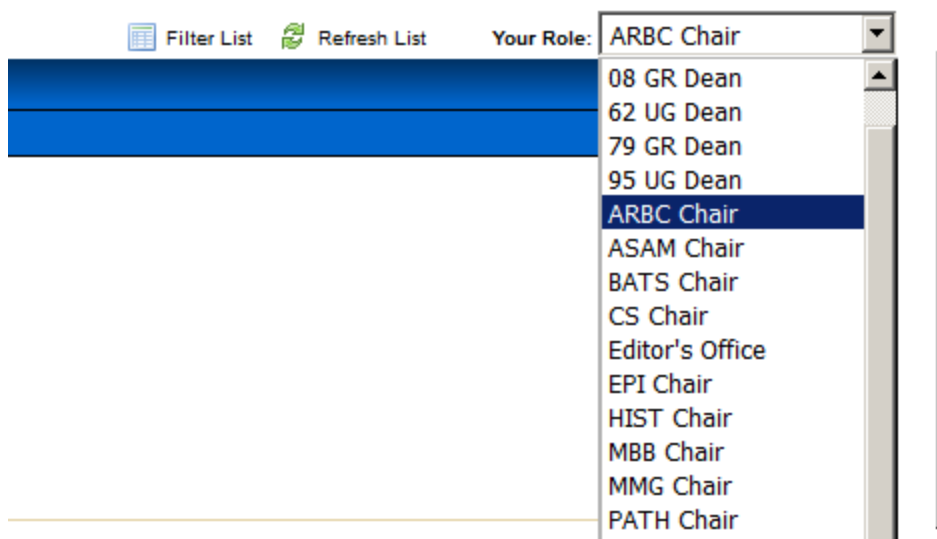 Filter List Refresh List Your Role: ARBC Chair
08 GR Dean
62 UG Dean
79 GR Dean
95 UG Dean
ARBC Chair
ASAM Chair
BATS Chair
CS Chair
Editor's Office
EPI Chair
HIST Chair
MBB Chair
MMG Chair
PATH Chair